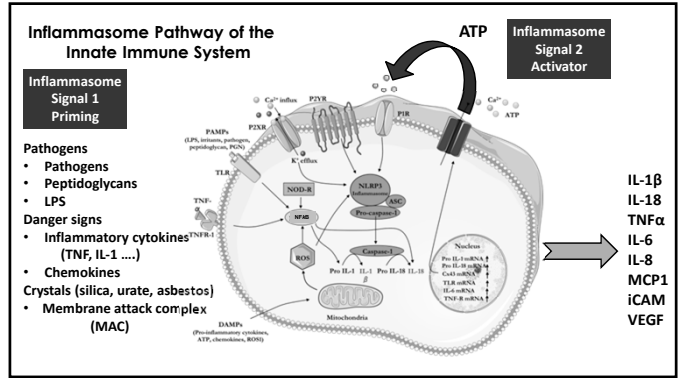 Inflammasome Pathway of the
Innate Immune System
Inflammasome
Signal 1
Priming
Pathogens
• Pathogens
• Peptidoglycans
• LPS
Danger signs
• Inflammatory cytokines
(TNF, IL-1 ....)
• Chemokines
Crystals (silica, urate, asbestos)
• Membrane attack complex
(MAC)
ATP
Inflammasome
Signal 2
Activator
Ca²⁺ influx
P2YR
P2XR
P1R
Ca²⁺
ATP
PAMPs
(LPS, irritants, pathogen,
peptidoglycan, PGN)
K⁺ efflux
TLR
TNF-
TNFR-1
NOD-R
NLRP3
Inflammasome
ASC
Pro-caspase-1
ROS
Caspase-1
Pro IL-1 IL-1 Pro IL-18 IL-18
β
Mitochondria
DAMPs
(Pro-inflammatory cytokines,
ATP, chemokines, ROSI)
Nucleus
Pro IL-1 mRNA
Pro IL-18 mRNA
Cx43 mRNA
TLR mRNA
IL-6 mRNA
TNF-R mRNA
IL-1β
IL-18
TNFα
IL-6
IL-8
MCP1
iCAM
VEGF